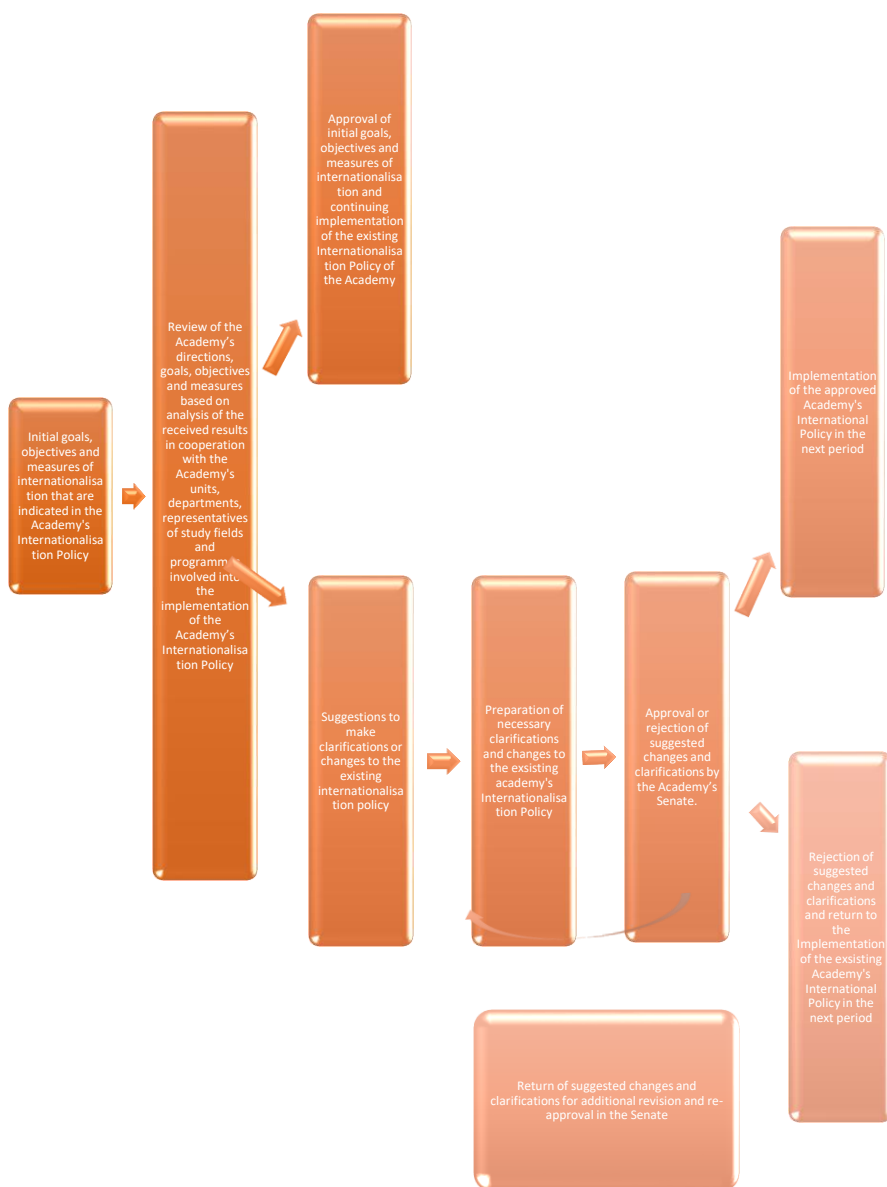 Initial goals,
objectives and
measures of
internationalisa
tion that are
indicated in the
Academy's
Internationalisa
tion Policy
Review of the
Academy's
directions,
goals, objectives
and measures
based on
analysis of the
received results
in cooperation
with the
Academy's
units,
departments,
representatives
of study fields
and
programmes
involved into
the
implementation
of the
Academy's
Internationalisa
tion Policy
Approval of
initial goals,
objectives and
measures of
internationalisa
tion and
continuing
implementation
of the existing
Internationalisa
tion Policy of
the Academy
Suggestions to
make
clarifications or
changes to the
existing
internationalisa
tion policy
Preparation of
necessary
clarifications
and changes to
the exsisting
academy's
Internationalisa
tion Policy
Approval or
rejection of
suggested
changes and
clarifications by
the Academy's
Senate.
Implementation
of the approved
Academy's
International
Policy in the
next period
Rejection of
suggested
changes and
clarifications
and return to
the
Implementation
of the exsisting
Academy's
International
Policy in the
next period
Return of suggested changes and
clarifications for additional revision and re-
approval in the Senate